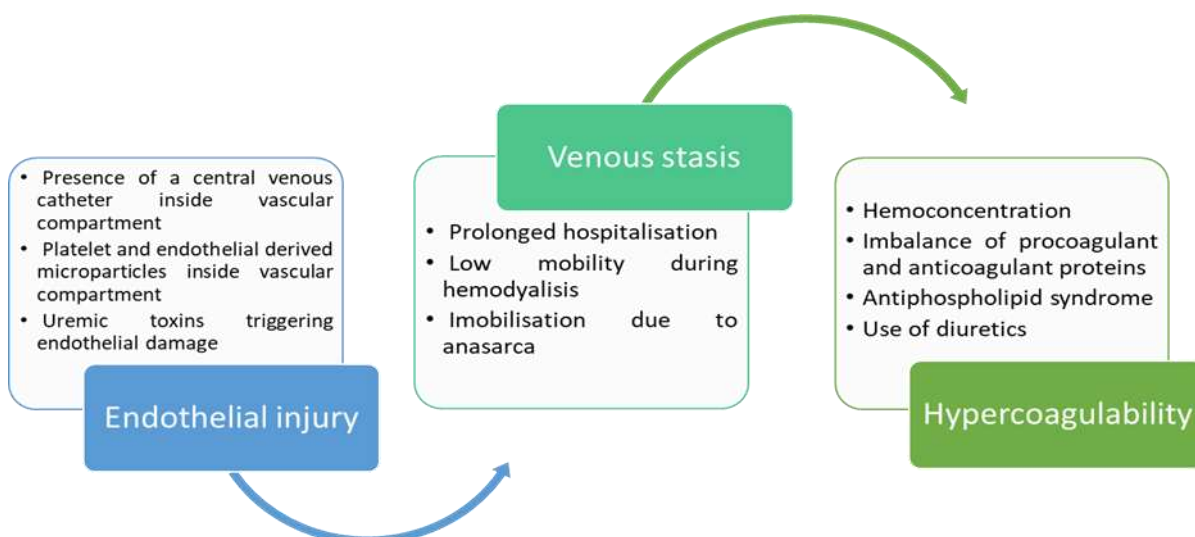 • Presence of a central venous
catheter inside vascular
compartment
• Platelet and endothelial derived
microparticles inside vascular
compartment
• Uremic toxins triggering
endothelial damage
Endothelial injury
Venous stasis
• Prolonged hospitalisation
• Low mobility during
hemodyalisis
• Imobilisation due to
anasarca
• Hemoconcentration
• Imbalance of procoagulant
and anticoagulant proteins
• Antiphospholipid syndrome
• Use of diuretics
Hypercoagulability